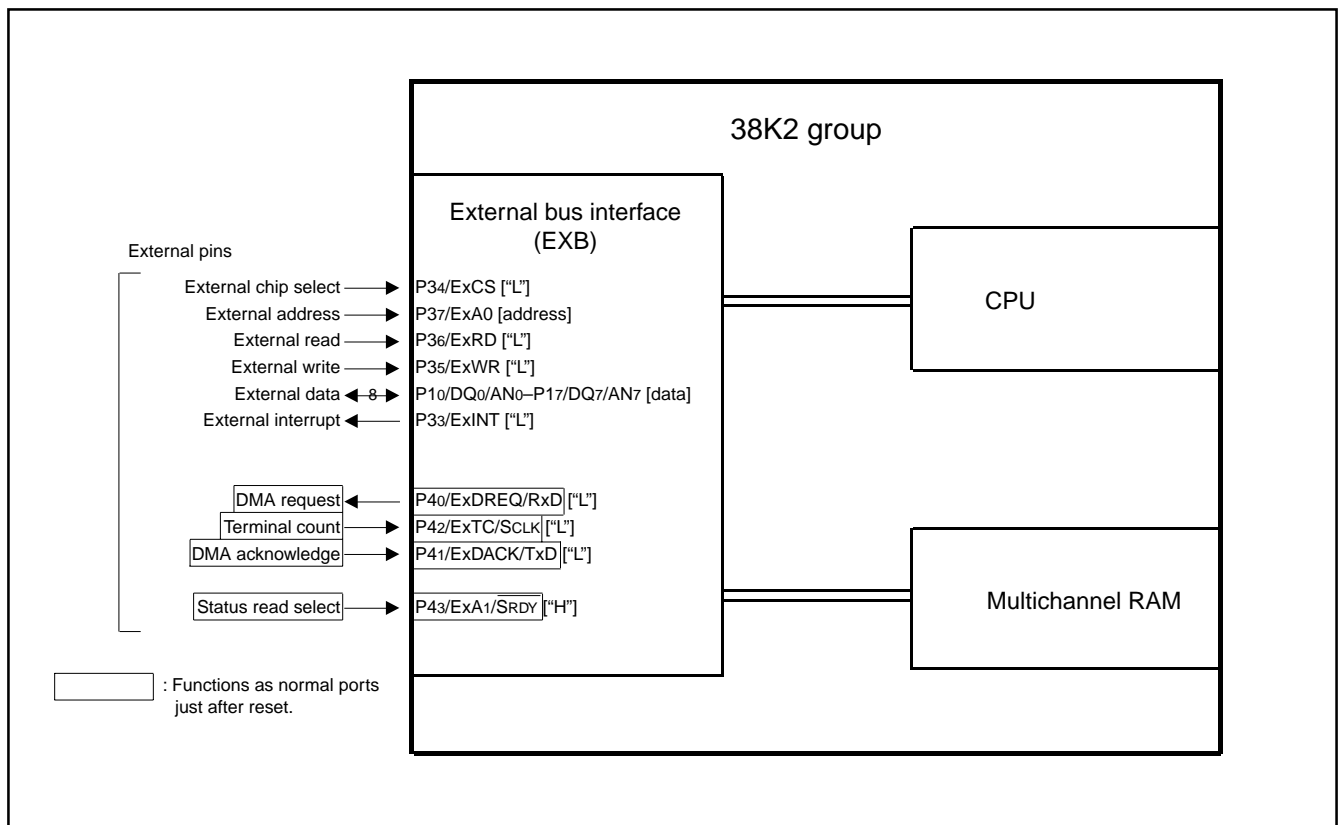 38K2 group
External bus interface
(EXB)
External pins
External chip select P34/ExCS [“L”]
External address P37/ExA0 [address]
External read P36/ExRD [“L”]
External write P35/ExWR [“L”]
External data 8 P10/DQ0/AN0–P17/DQ7/AN7 [data]
External interrupt P33/ExINT [“L”]
DMA request P40/ExDREQ/RxD [“L”]
Terminal count P42/ExTC/SCLK [“L”]
DMA acknowledge P41/ExDACK/TxD [“L”]
Status read select P43/ExA1/SRDY [“H”]
CPU
Multichannel RAM
: Functions as normal ports
just after reset.